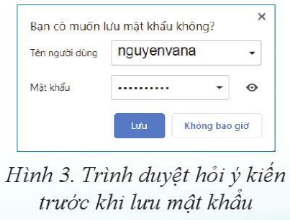 Bạn có muốn lưu mật khẩu không?
Tên người dùng nguyenvana
Mật khẩu ••••••••••
Lưu Không bao giờ
Hình 3. Trình duyệt hỏi ý kiến
trước khi lưu mật khẩu